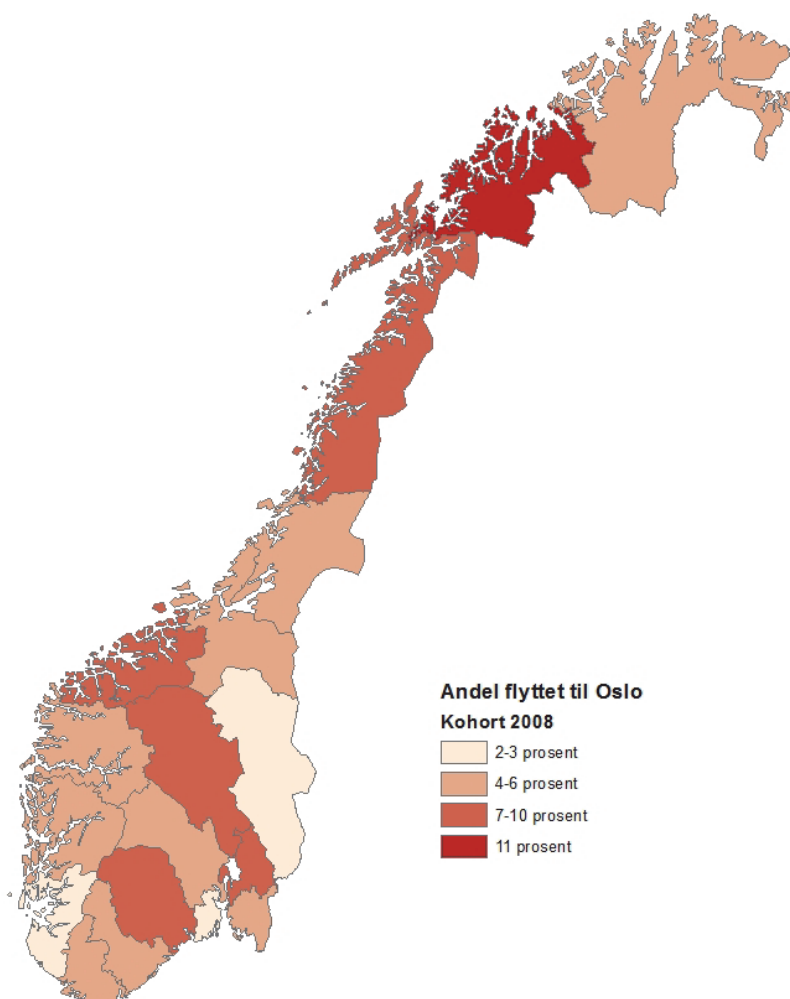 Andel flyttet til Oslo
Kohort 2008
2-3 prosent
4-6 prosent
7-10 prosent
11 prosent